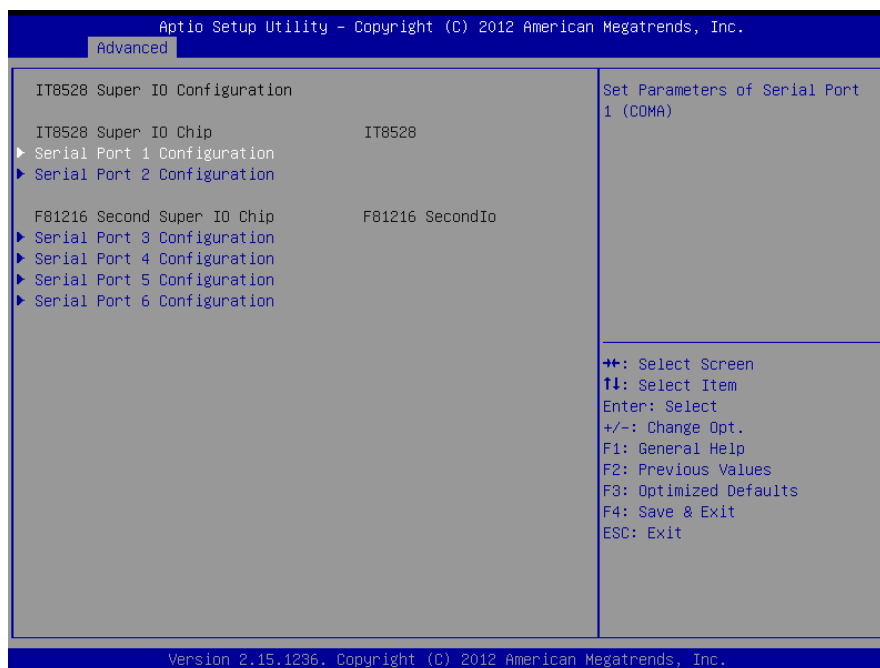 Aptio Setup Utility – Copyright (C) 2012 American Megatrends, Inc.
Advanced
IT8528 Super IO Configuration
IT8528 Super IO Chip IT8528
Serial Port 1 Configuration
Serial Port 2 Configuration
F81216 Second Super IO Chip F81216 SecondIo
Serial Port 3 Configuration
Serial Port 4 Configuration
Serial Port 5 Configuration
Serial Port 6 Configuration
Set Parameters of Serial Port
1 (COMA)
→←: Select Screen
↑↓: Select Item
Enter: Select
+/-: Change Opt.
F1: General Help
F2: Previous Values
F3: Optimized Defaults
F4: Save & Exit
ESC: Exit
Version 2.15.1236. Copyright (C) 2012 American Megatrends, Inc.